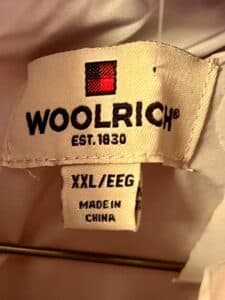 WOOLRICH®
EST. 1830
XXL/EEG
MADE IN
CHINA